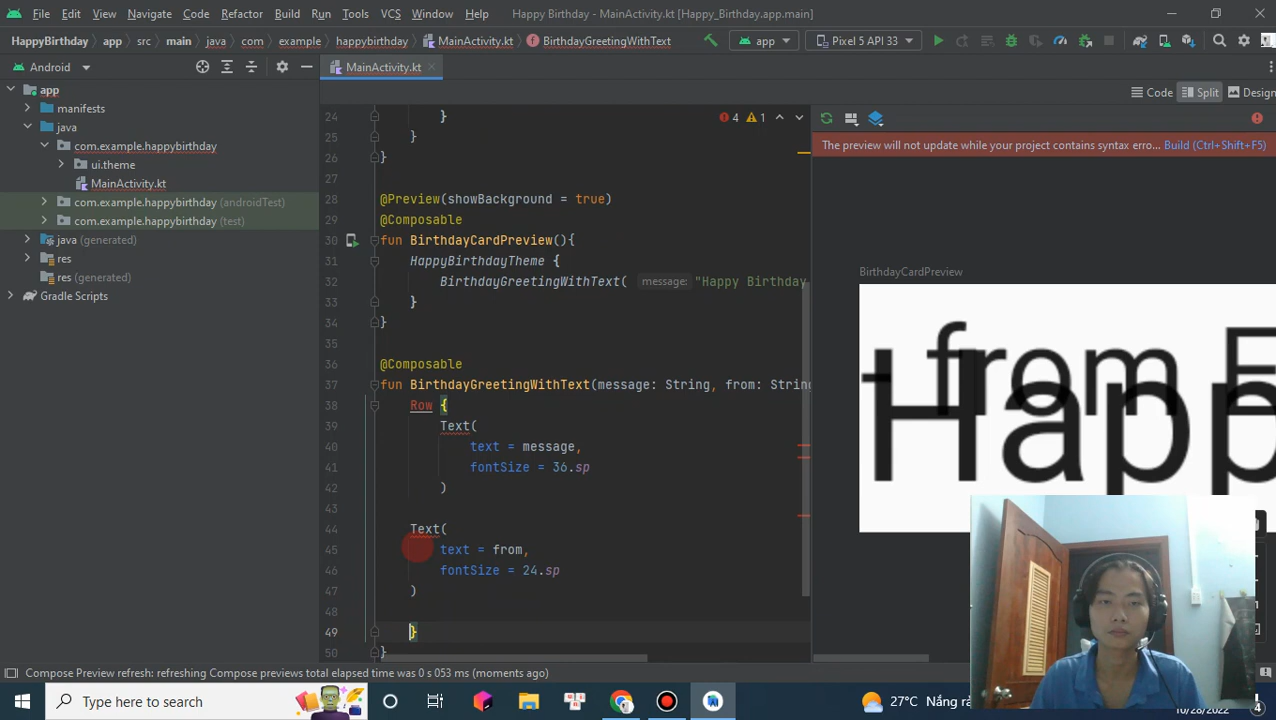 File Edit View Navigate Code Refactor Build Run Tools VCS Window Help Happy Birthday - MainActivity.kt [Happy_Birthday.app.main]
HappyBirthday app src main java com example happybirthday MainActivity.kt BirthdayGreetingWithText app Pixel 5 API 33
Android
MainActivity.kt
Code Split Design
app
manifests
java
com.example.happybirthday
ui.theme
MainActivity.kt
com.example.happybirthday (androidTest)
com.example.happybirthday (test)
java (generated)
res
res (generated)
Gradle Scripts
4 1
24 }
25 }
26 }
27
28 @Preview(showBackground = true)
29 @Composable
30 fun BirthdayCardPreview(){
31 HappyBirthdayTheme {
32 BirthdayGreetingWithText( message: "Happy Birthday
33 }
34 }
35
36 @Composable
37 fun BirthdayGreetingWithText(message: String, from: String
38 Row {
39 Text(
40 text = message,
41 fontSize = 36.sp
42 )
43
44 Text(
45 text = from,
46 fontSize = 24.sp
47 )
48
49 }
50 }
The preview will not update while your project contains syntax erro... Build (Ctrl+Shift+F5)
BirthdayCardPreview
- from E
Happ
Compose Preview refresh: refreshing Compose previews total elapsed time was 0 s 053 ms (moments ago)
Type here to search
27°C Nắng rả
10/28/2022
4